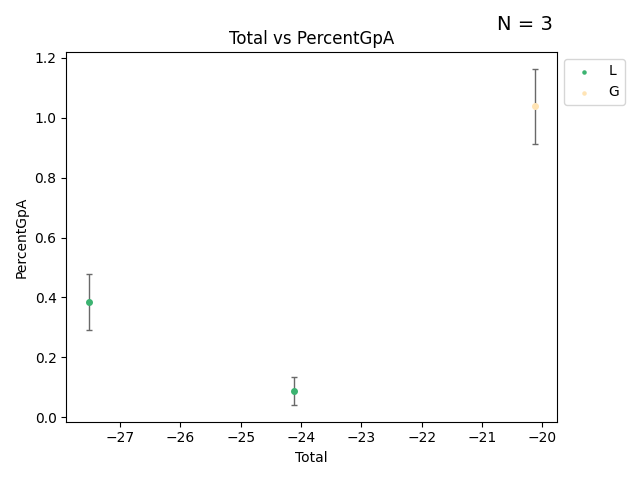 N = 3
Total vs PercentGpA
L
G
PercentGpA
1.2
1.0
0.8
0.6
0.4
0.2
0.0
−27 −26 −25 −24 −23 −22 −21 −20
Total